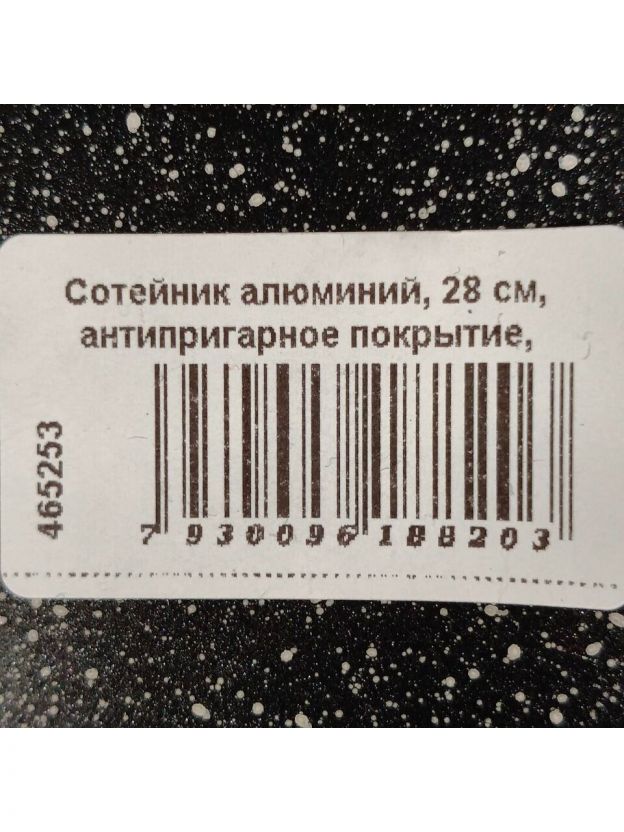 Сотейник алюминий, 28 см,
антипригарное покрытие,
465253
7 930096 188203